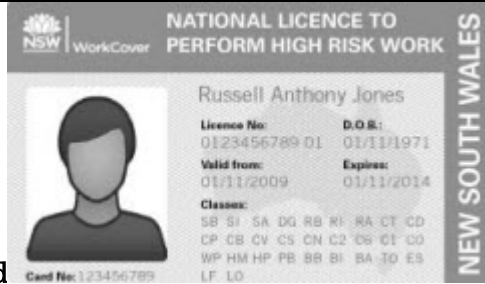 NSW WorkCover
NATIONAL LICENCE TO
PERFORM HIGH RISK WORK
NEW SOUTH WALES
Russell Anthony Jones
Licence No: D.O.B.:
0123456789 01 01/11/1971
Valid from: Expires:
01/11/2009 01/11/2014
Classes:
SB SI SA DG RB RI RA CT CD
CP CB CV CS CN C2 C6 C1 C0
WP HM HP PB BB BI BA TO ES
LF LO
d Card No: 123456789